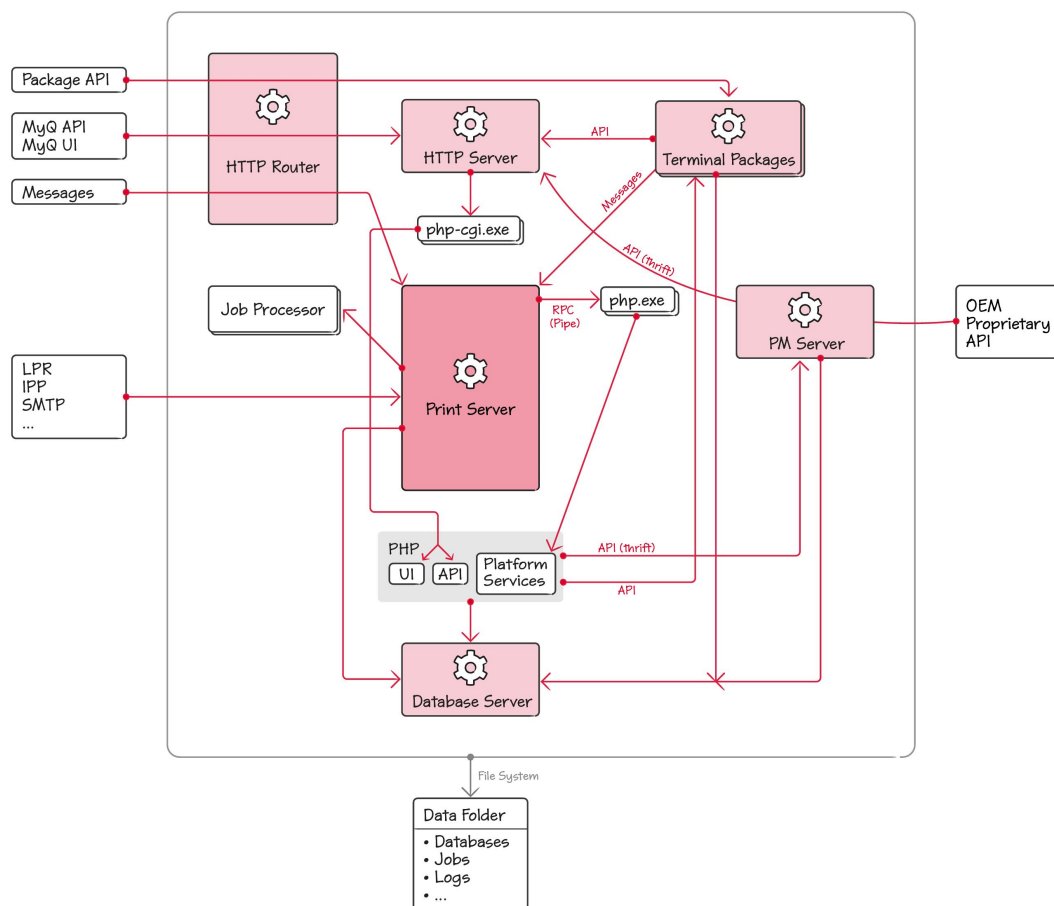 Package API
MyQ API
MyQ UI
Messages
HTTP Router
HTTP Server
API
Terminal Packages
Messages
php-cgi.exe
API (thrift)
Job Processor
RPC
(Pipe)
php.exe
PM Server
OEM
Proprietary
API
LPR
IPP
SMTP
...
Print Server
PHP
UI
API
Platform
Services
API (thrift)
API
Database Server
File System
Data Folder
• Databases
• Jobs
• Logs
• ...